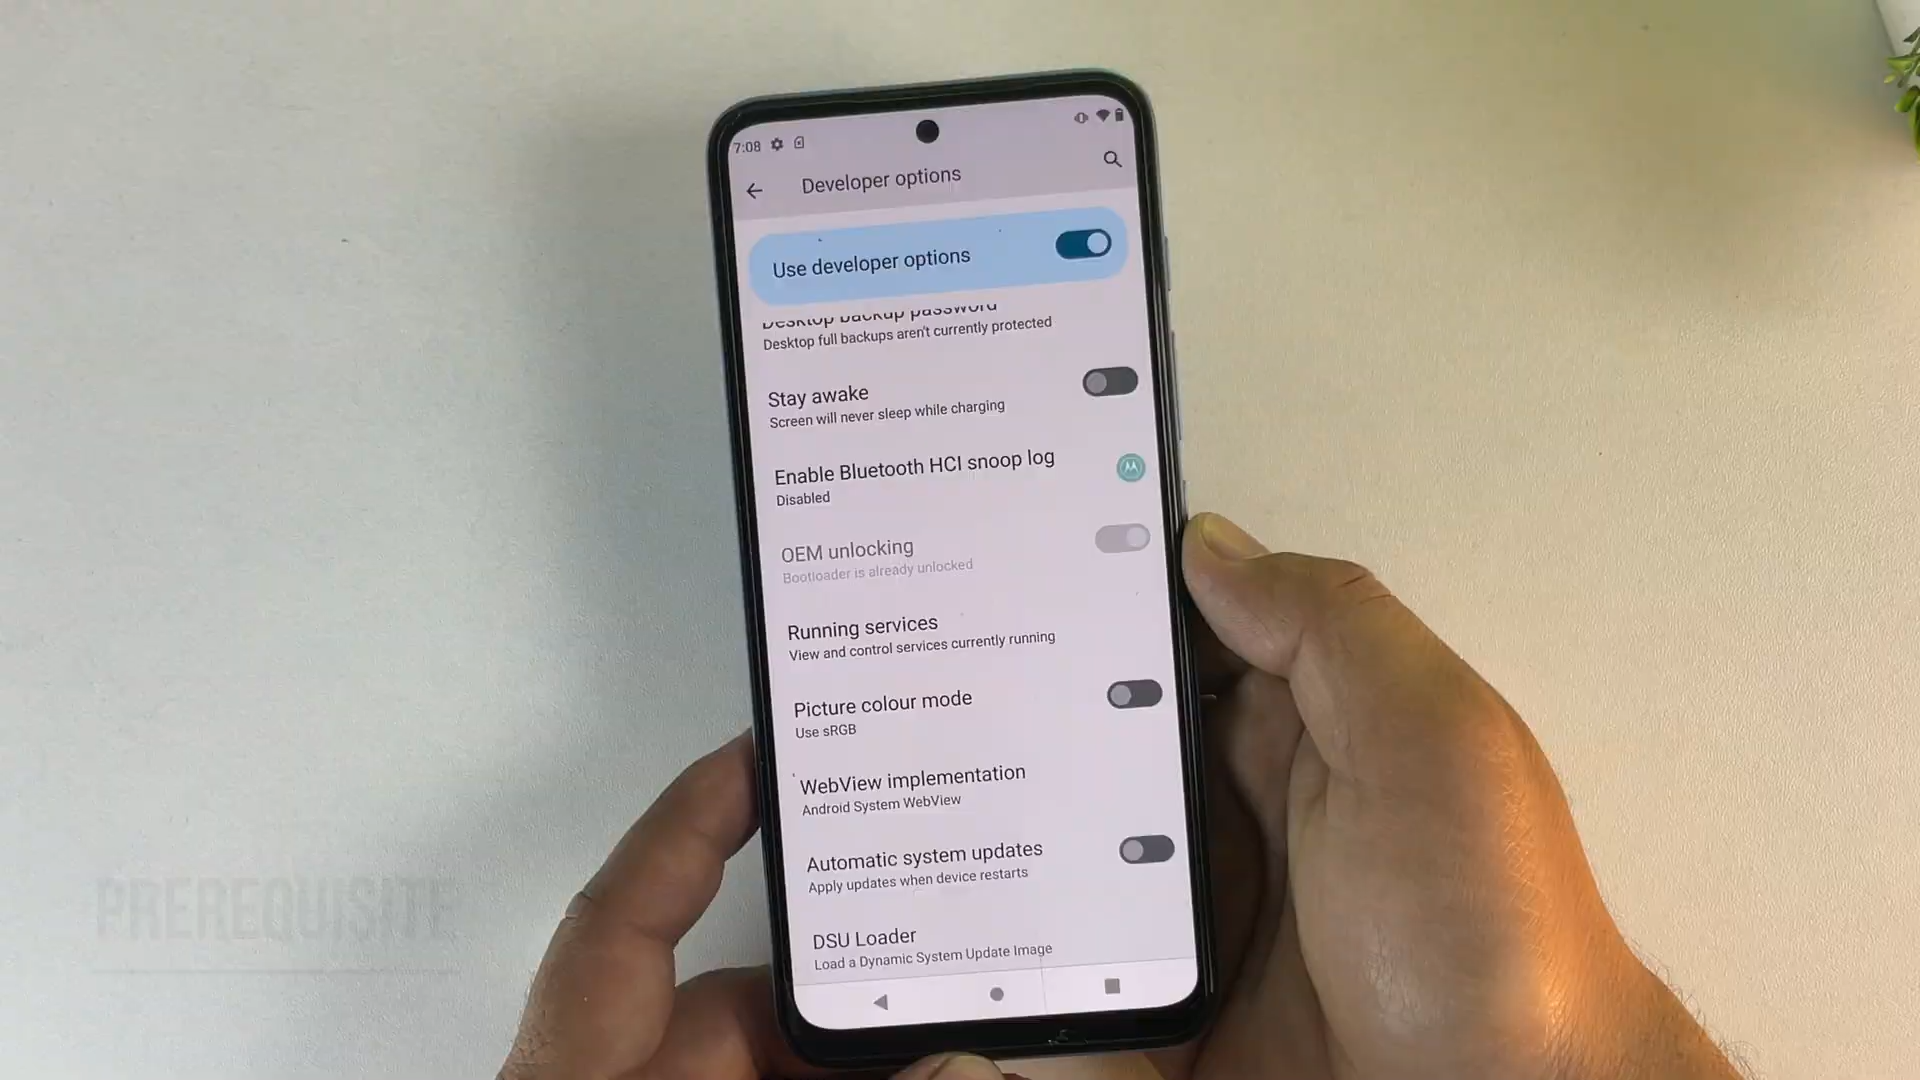 7:08
Developer options
Use developer options
Desktop backup password
Desktop full backups aren't currently protected
Stay awake
Screen will never sleep while charging
Enable Bluetooth HCI snoop log
Disabled
OEM unlocking
Bootloader is already unlocked
Running services
View and control services currently running
Picture colour mode
Use sRGB
WebView implementation
Android System WebView
Automatic system updates
Apply updates when device restarts
DSU Loader
Load a Dynamic System Update Image
PREREQUISITE